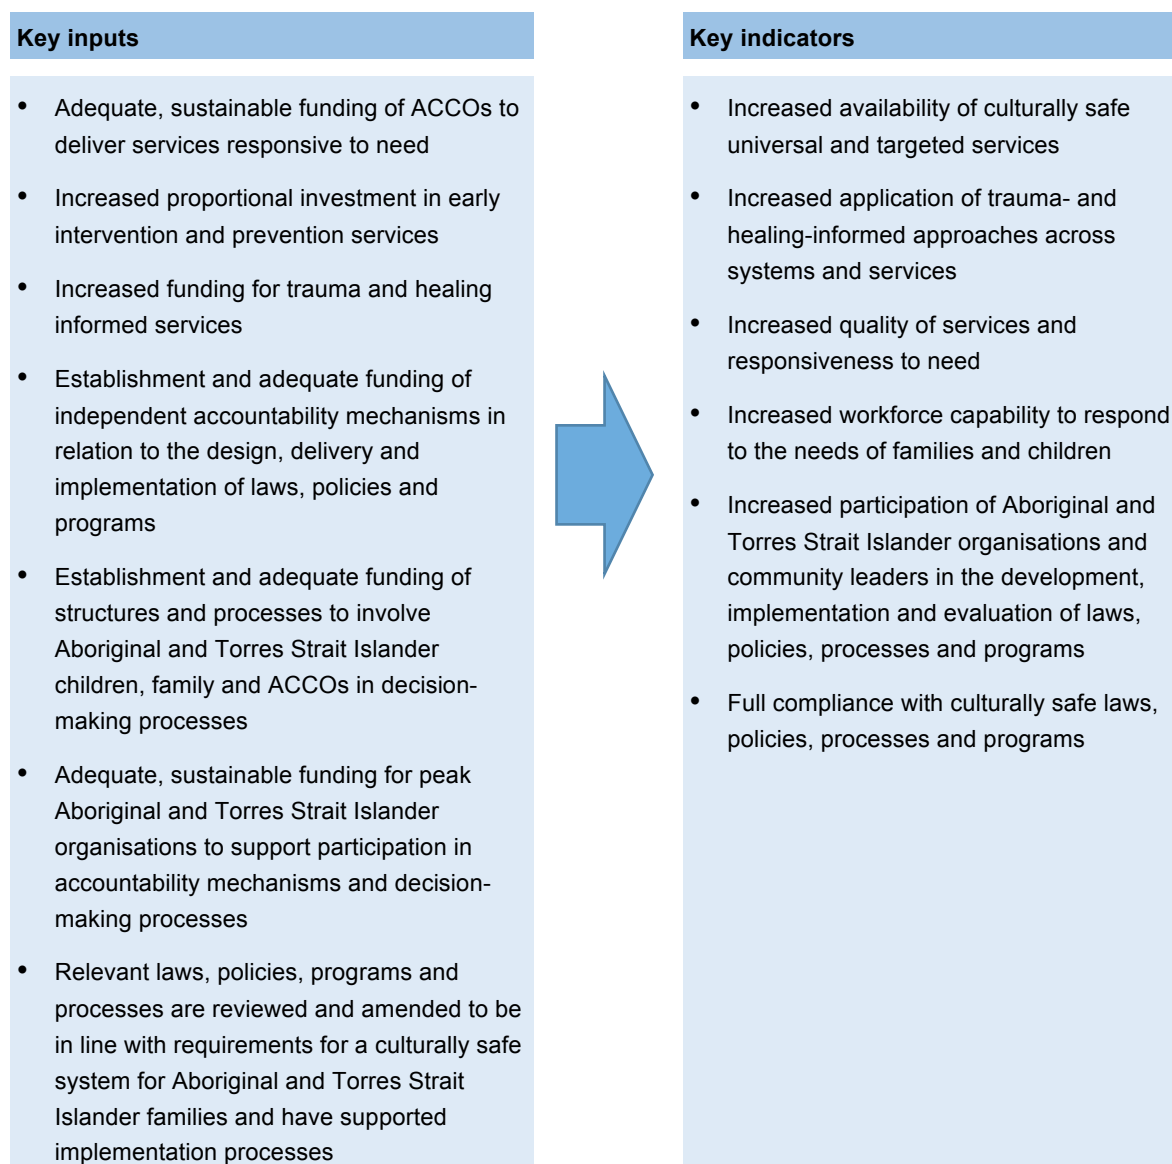 Key inputs
• Adequate, sustainable funding of ACCOs to
deliver services responsive to need
• Increased proportional investment in early
intervention and prevention services
• Increased funding for trauma and healing
informed services
• Establishment and adequate funding of
independent accountability mechanisms in
relation to the design, delivery and
implementation of laws, policies and
programs
• Establishment and adequate funding of
structures and processes to involve
Aboriginal and Torres Strait Islander
children, family and ACCOs in decision-
making processes
• Adequate, sustainable funding for peak
Aboriginal and Torres Strait Islander
organisations to support participation in
accountability mechanisms and decision-
making processes
• Relevant laws, policies, programs and
processes are reviewed and amended to be
in line with requirements for a culturally safe
system for Aboriginal and Torres Strait
Islander families and have supported
implementation processes
Key indicators
• Increased availability of culturally safe
universal and targeted services
• Increased application of trauma- and
healing-informed approaches across
systems and services
• Increased quality of services and
responsiveness to need
• Increased workforce capability to respond
to the needs of families and children
• Increased participation of Aboriginal and
Torres Strait Islander organisations and
community leaders in the development,
implementation and evaluation of laws,
policies, processes and programs
• Full compliance with culturally safe laws,
policies, processes and programs